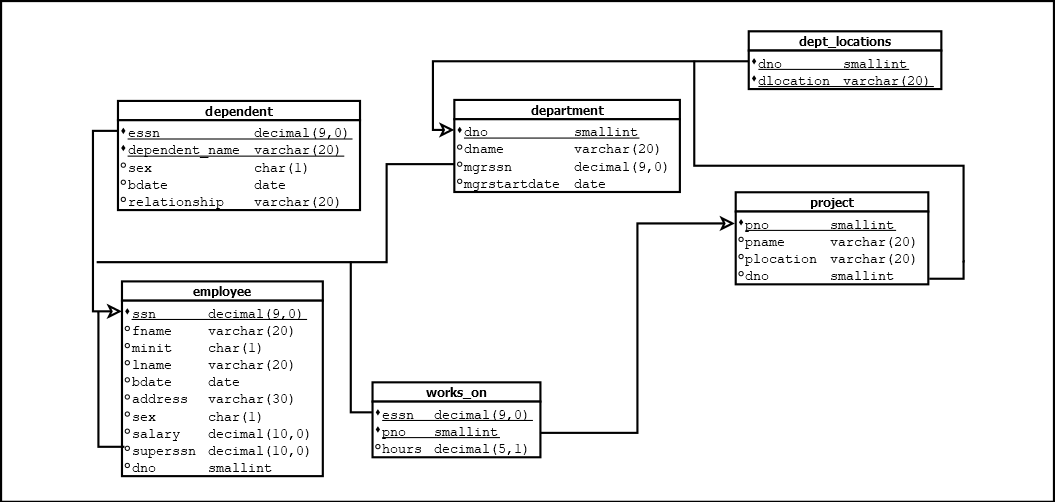 dept_locations
dno smallint
dlocation varchar(20)
dependent
essn decimal(9,0)
dependent_name varchar(20)
sex char(1)
bdate date
relationship varchar(20)
department
dno smallint
dname varchar(20)
mgrssn decimal(9,0)
mgrstartdate date
project
pno smallint
pname varchar(20)
plocation varchar(20)
dno smallint
employee
ssn decimal(9,0)
fname varchar(20)
minit char(1)
lname varchar(20)
bdate date
address varchar(30)
sex char(1)
salary decimal(10,0)
superssn decimal(10,0)
dno smallint
works_on
essn decimal(9,0)
pno smallint
hours decimal(5,1)